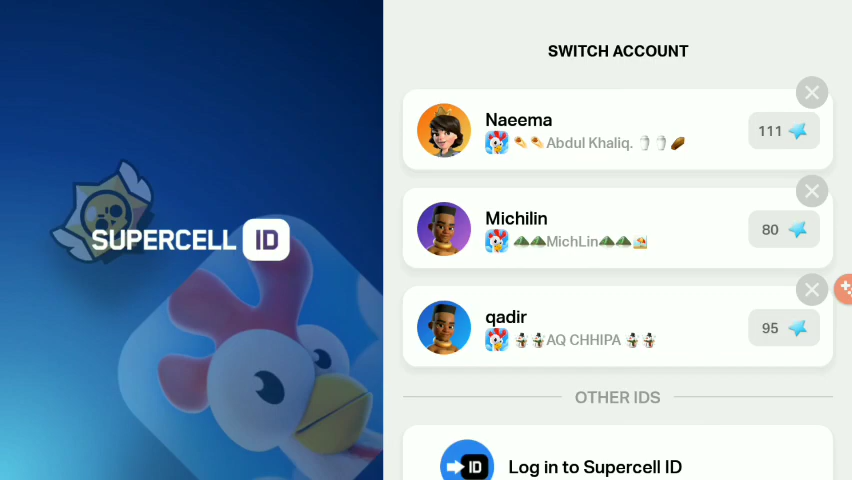 SUPERCELL ID
SWITCH ACCOUNT
Naeema
Abdul Khaliq.
111
Michilin
MichLin
80
qadir
AQ CHHIPA
95
OTHER IDS
ID
Log in to Supercell ID